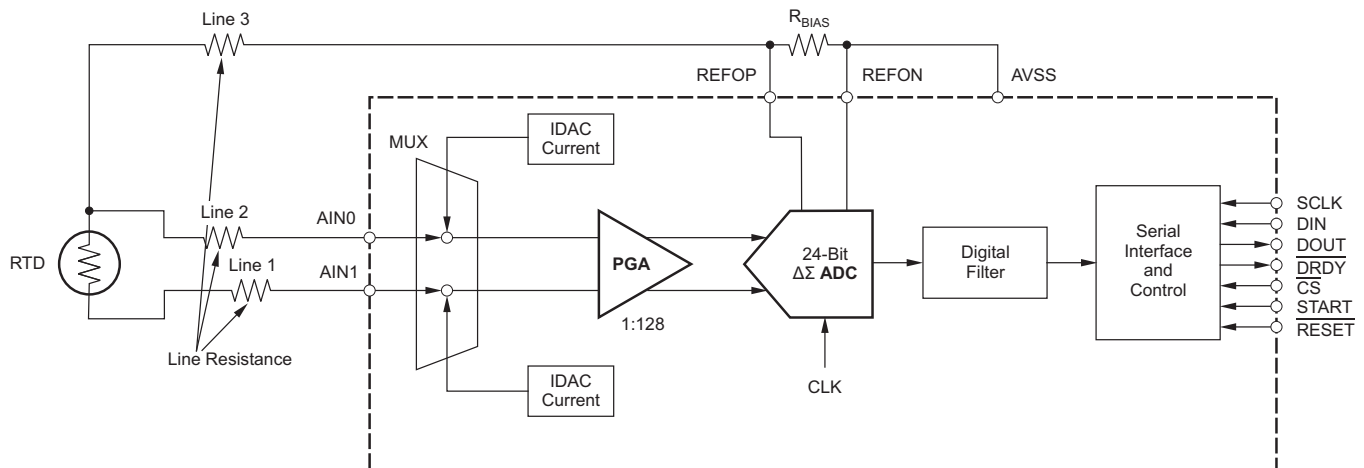 Line 3
R_BIAS
REFOP
REFON
AVSS
IDAC
Current
MUX
Line 2
AIN0
RTD
Line 1
AIN1
Line Resistance
PGA
1:128
24-Bit
ΔΣ ADC
CLK
Digital
Filter
Serial
Interface
and
Control
SCLK
DIN
DOUT
DRDY
CS
START
RESET
IDAC
Current